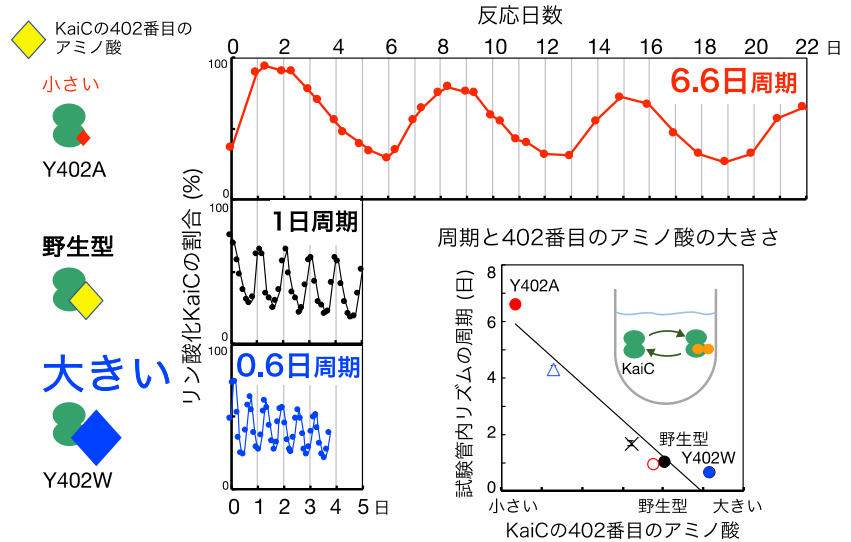 KaiCの402番目の
アミノ酸
小さい
Y402A
野生型
大きい
Y402W
反応日数
0 2 4 6 8 10 12 14 16 18 20 22 日
リン酸化KaiCの割合 (%)
100
0
6.6日周期
100
0
1日周期
100
0
0.6日周期
0 1 2 3 4 5 日
周期と402番目のアミノ酸の大きさ
試験管内リズムの周期 (日)
8
6
4
2
0
Y402A
KaiC
野生型
Y402W
小さい 野生型 大きい
KaiCの402番目のアミノ酸